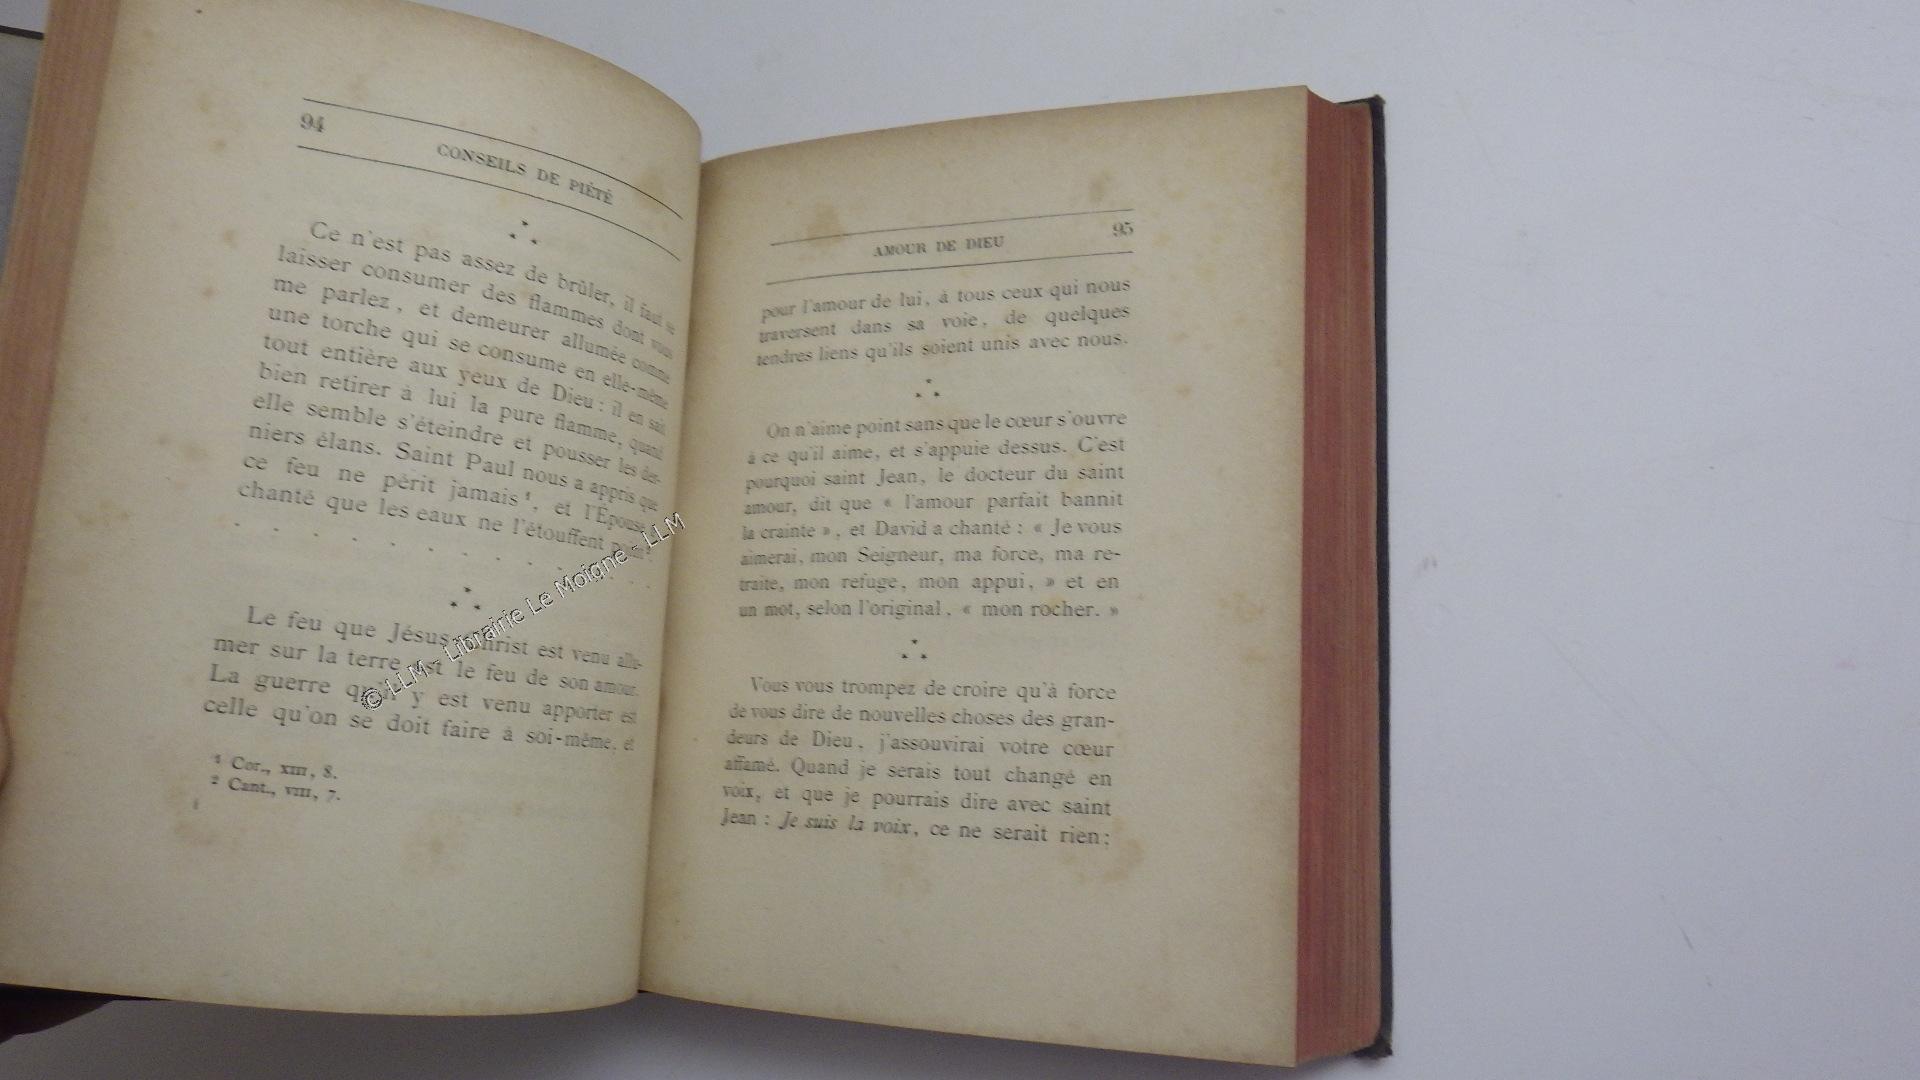 94
CONSEILS DE PIÉTÉ
Ce n'est pas assez de brûler, il faut se
laisser consumer des flammes dont vous
me parlez, et demeurer allumée comme
une torche qui se consume en elle-même
tout entière aux yeux de Dieu : il en sait
bien retirer à lui la pure flamme, quand
elle semble s'éteindre et pousser les der-
niers élans. Saint Paul nous a appris que
ce feu ne périt jamais ¹, et l'Épouse
chanté que les eaux ne l'étouffent point ².
Le feu que Jésus-Christ est venu allu-
mer sur la terre est le feu de son amour.
La guerre qu'il y est venu apporter est
celle qu'on se doit faire à soi-même, et
¹ Cor., XIII, 8.
² Cant., VIII, 7.
© LLM - Librairie Le Moigne - LLM
AMOUR DE DIEU 95
pour l'amour de lui, à tous ceux qui nous
traversent dans sa voie, de quelques
tendres liens qu'ils soient unis avec nous.
On n'aime point sans que le cœur s'ouvre
à ce qu'il aime, et s'appuie dessus. C'est
pourquoi saint Jean, le docteur du saint
amour, dit que « l'amour parfait bannit
la crainte », et David a chanté : « Je vous
aimerai, mon Seigneur, ma force, ma re-
traite, mon refuge, mon appui, » et en
un mot, selon l'original, « mon rocher. »
Vous vous trompez de croire qu'à force
de vous dire de nouvelles choses des gran-
deurs de Dieu, j'assouvirai votre cœur
affamé. Quand je serais tout changé en
voix, et que je pourrais dire avec saint
Jean : Je suis la voix, ce ne serait rien ;